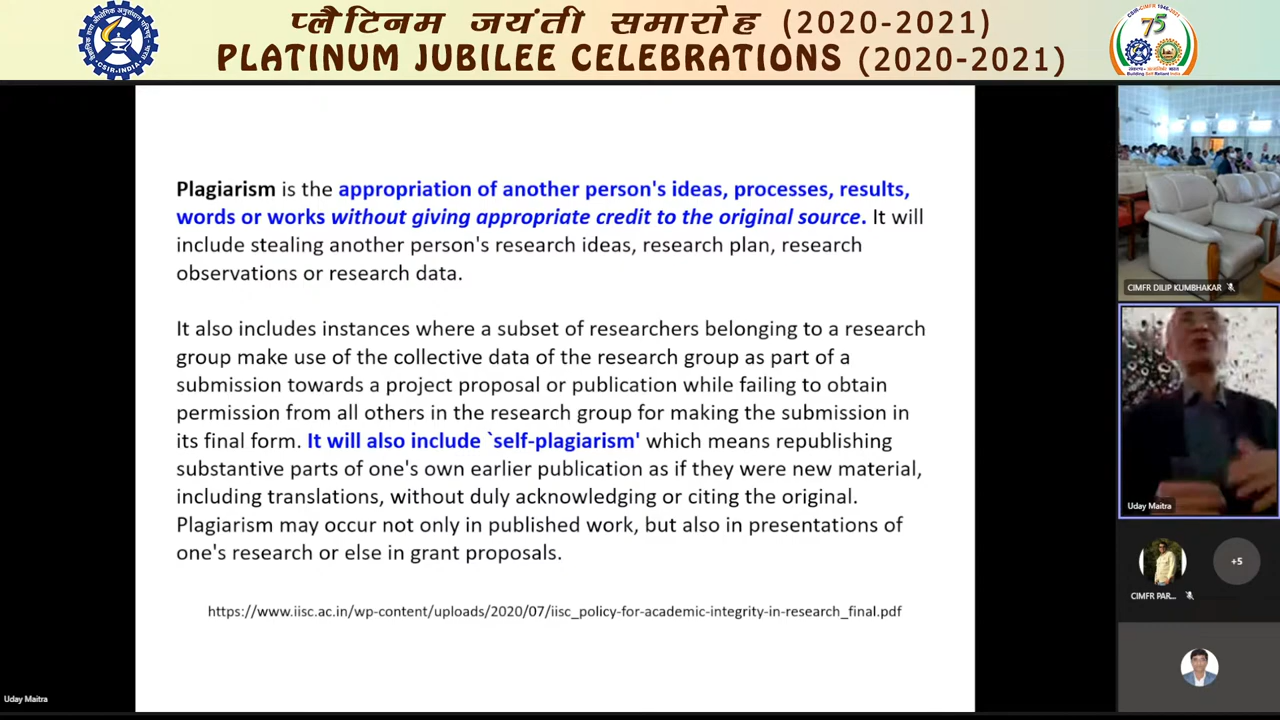 प्लैटिनम जयंती समारोह (2020-2021)
PLATINUM JUBILEE CELEBRATIONS (2020-2021)
CSIR-INDIA
75
Plagiarism is the appropriation of another person's ideas, processes, results,
words or works without giving appropriate credit to the original source. It will
include stealing another person's research ideas, research plan, research
observations or research data.
It also includes instances where a subset of researchers belonging to a research
group make use of the collective data of the research group as part of a
submission towards a project proposal or publication while failing to obtain
permission from all others in the research group for making the submission in
its final form. It will also include `self-plagiarism' which means republishing
substantive parts of one's own earlier publication as if they were new material,
including translations, without duly acknowledging or citing the original.
Plagiarism may occur not only in published work, but also in presentations of
one's research or else in grant proposals.
https://www.iisc.ac.in/wp-content/uploads/2020/07/iisc_policy-for-academic-integrity-in-research_final.pdf
CIMFR DILIP KUMBHAKAR
Uday Maitra
+5
CIMFR PAR...
Uday Maitra